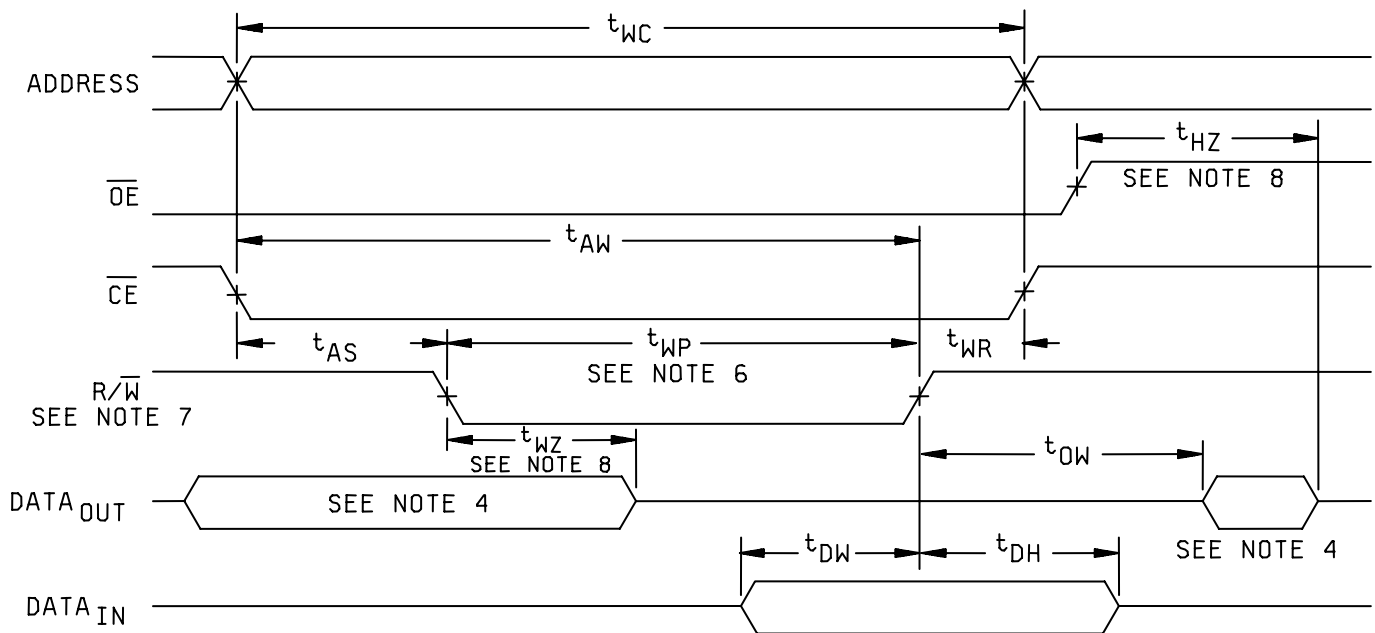 tWC
ADDRESS
tHZ
OE
SEE NOTE 8
tAW
CE
tAS
tWP
tWR
SEE NOTE 6
R/W
SEE NOTE 7
tWZ
SEE NOTE 8
tOW
DATAOUT
SEE NOTE 4
tDW
tDH
SEE NOTE 4
DATAIN